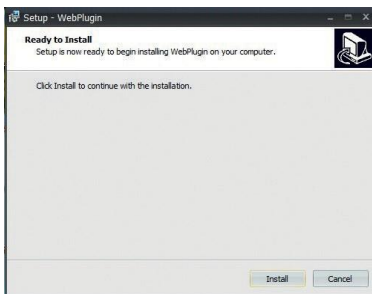 Setup - WebPlugin
Ready to Install
Setup is now ready to begin installing WebPlugin on your computer.
Click Install to continue with the installation.
Install
Cancel